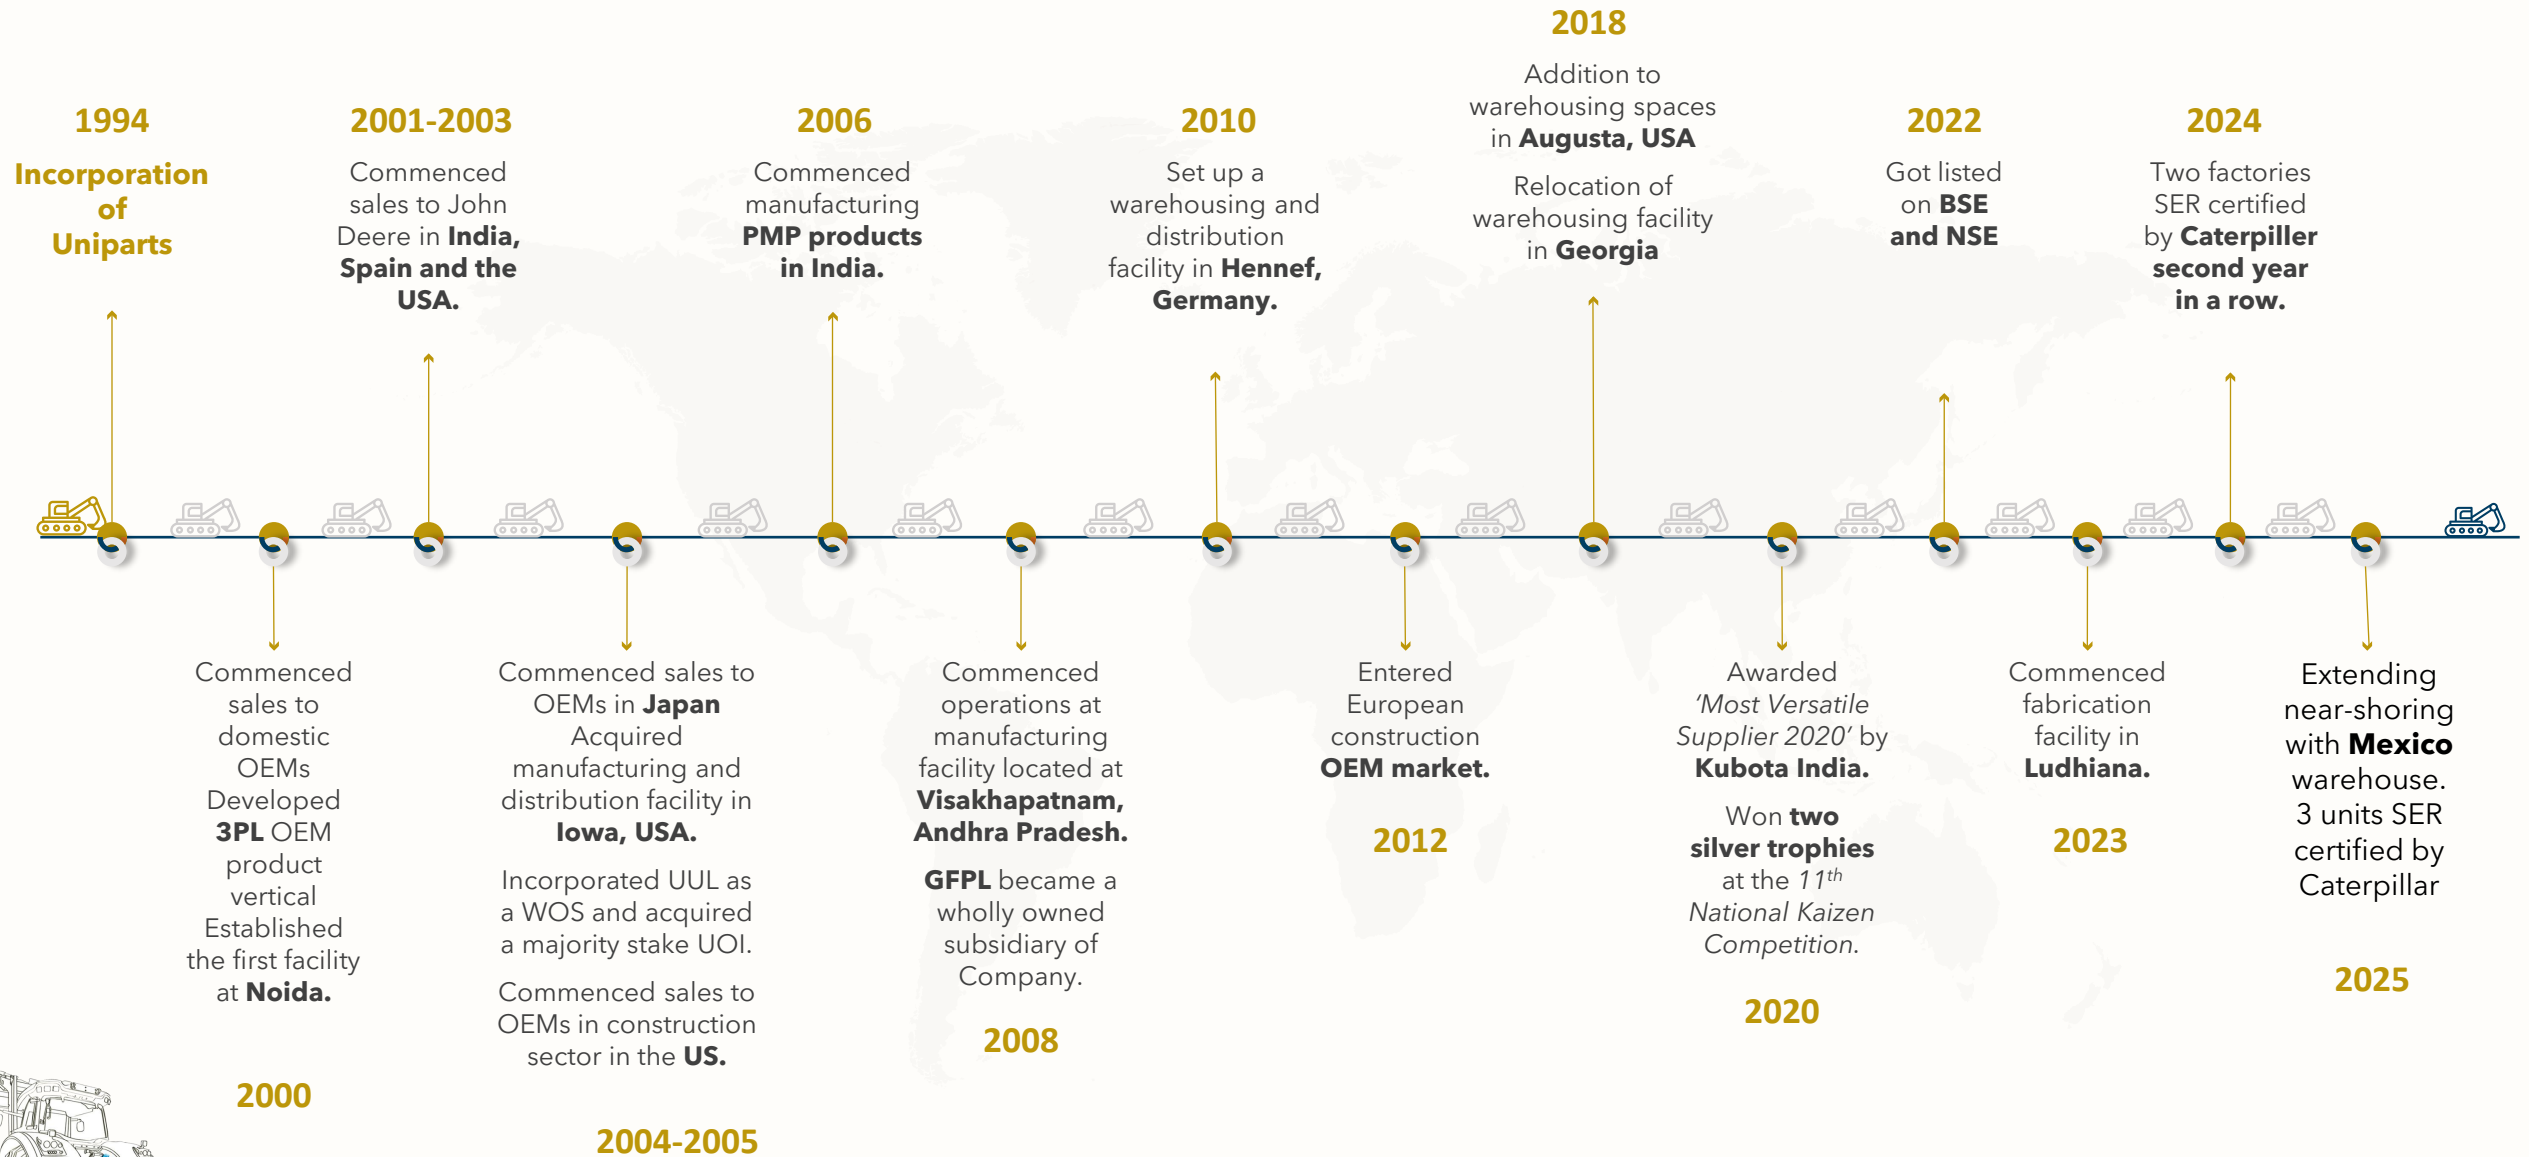 1994
Incorporation
of
Uniparts
Commenced
sales to
domestic
OEMs
Developed
3PL OEM
product
vertical
Established
the first facility
at Noida.
2000
2001-2003
Commenced
sales to John
Deere in India,
Spain and the
USA.
Commenced sales to
OEMs in Japan
Acquired
manufacturing and
distribution facility in
Iowa, USA.
Incorporated UUL as
a WOS and acquired
a majority stake UOI.
Commenced sales to
OEMs in construction
sector in the US.
2004-2005
2006
Commenced
manufacturing
PMP products
in India.
Commenced
operations at
manufacturing
facility located at
Visakhapatnam,
Andhra Pradesh.
GFPL became a
wholly owned
subsidiary of
Company.
2008
2010
Set up a
warehousing and
distribution
facility in Hennef,
Germany.
Entered
European
construction
OEM market.
2012
2018
Addition to
warehousing spaces
in Augusta, USA
Relocation of
warehousing facility
in Georgia
Awarded
‘Most Versatile
Supplier 2020’ by
Kubota India.
Won two
silver trophies
at the 11th
National Kaizen
Competition.
2020
2022
Got listed
on BSE
and NSE
Commenced
fabrication
facility in
Ludhiana.
2023
2024
Two factories
SER certified
by Caterpiller
second year
in a row.
Extending
near-shoring
with Mexico
warehouse.
3 units SER
certified by
Caterpillar
2025